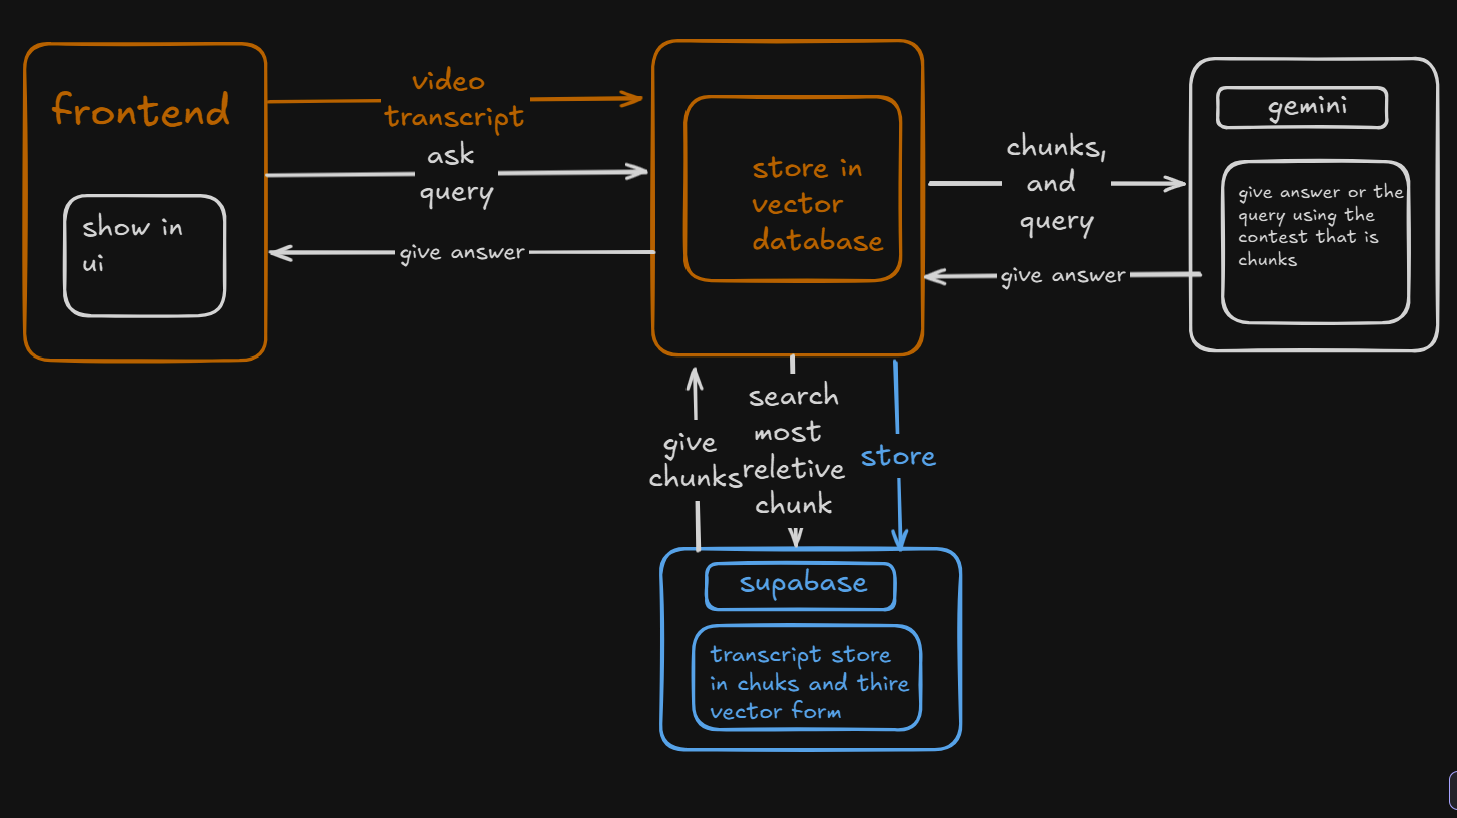 frontend
show in
ui
video
transcript
ask
query
give answer
store in
vector
database
chunks,
and
query
give answer
gemini
give answer or the
query using the
contest that is
chunks
give
chunks
search
most
reletive
chunk
store
supabase
transcript store
in chuks and thire
vector form